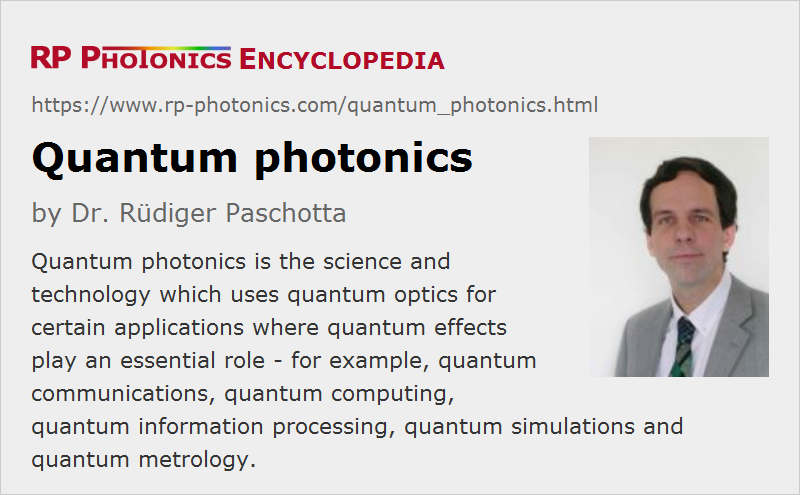 RP PHOTONICS ENCYCLOPEDIA
https://www.rp-photonics.com/quantum_photonics.html
Quantum photonics
by Dr. Rüdiger Paschotta
Quantum photonics is the science and
technology which uses quantum optics for
certain applications where quantum effects
play an essential role - for example, quantum
communications, quantum computing,
quantum information processing, quantum simulations and
quantum metrology.